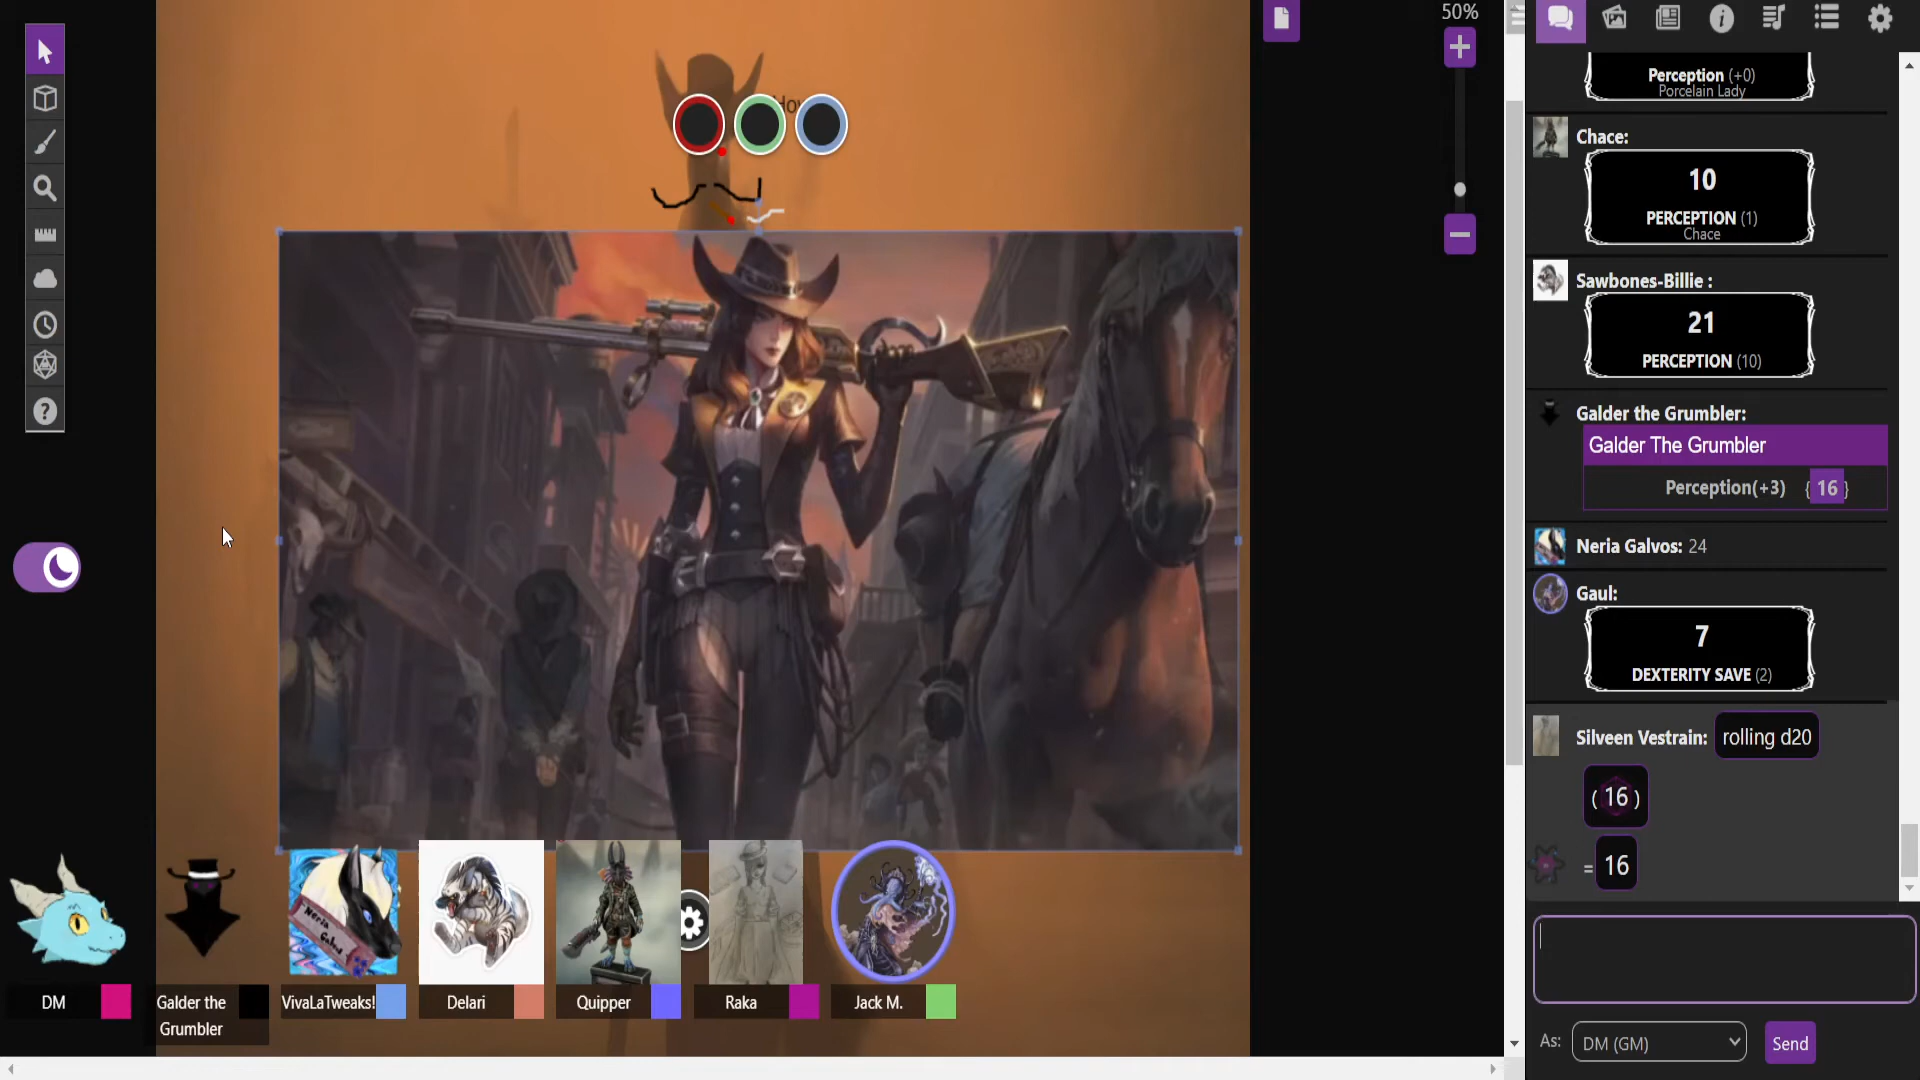 50%
Perception (+0)
Porcelain Lady
Chace:
10
PERCEPTION (1)
Chace
Sawbones-Billie :
21
PERCEPTION (10)
Galder the Grumbler:
Galder The Grumbler
Perception(+3) {16}
Neria Galvos: 24
Gaul:
7
DEXTERITY SAVE (2)
Silveen Vestrain: rolling d20
(16)
=16
As: DM (GM) Send
Neria
DM
Galder the
Grumbler
VivaLaTweaks!
Delari
Quipper
Raka
Jack M.